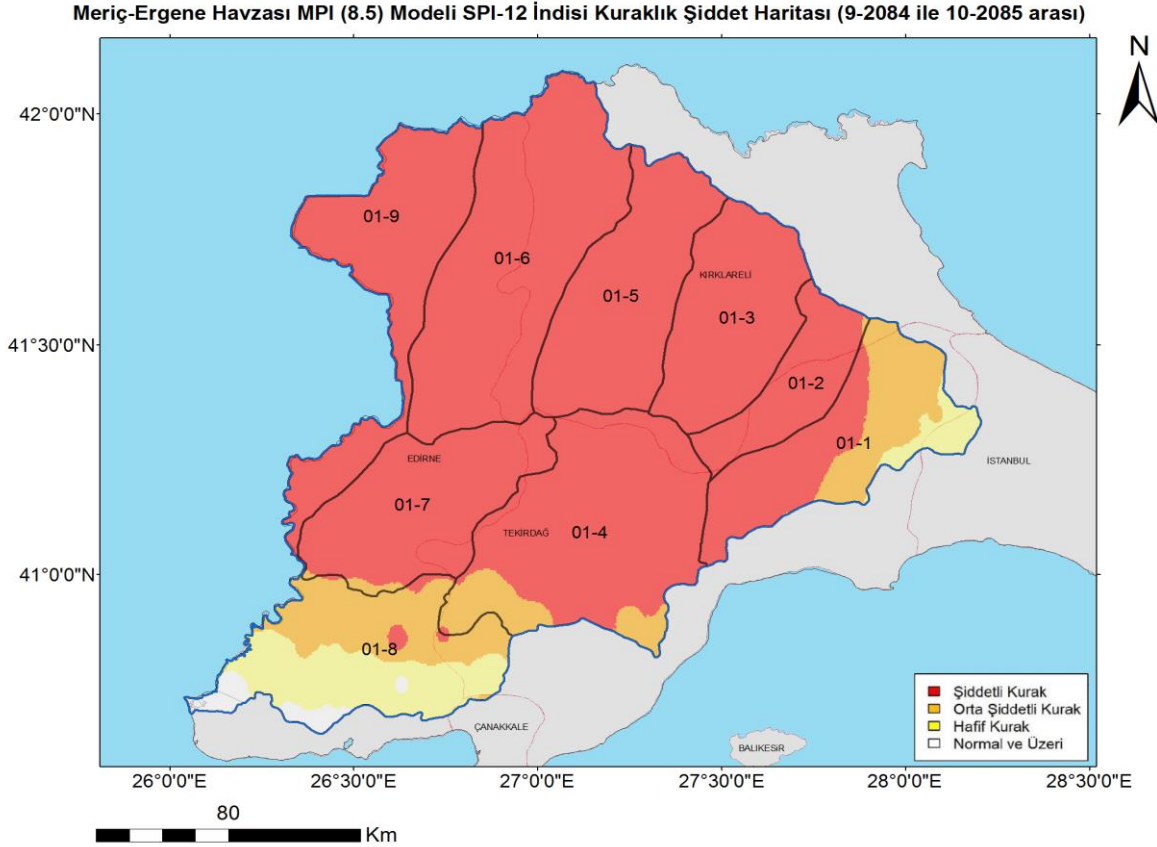 Meriç-Ergene Havzası MPI (8.5) Modeli SPI-12 İndisi Kuraklık Şiddet Haritası (9-2084 ile 10-2085 arası)
N
42°0'0"N
41°30'0"N
41°0'0"N
01-9
01-6
01-5
KIRKLARELİ
01-3
01-2
01-1
İSTANBUL
EDİRNE
01-7
TEKİRDAĞ
01-4
01-8
ÇANAKKALE
BALIKESİR
Şiddetli Kurak
Orta Şiddetli Kurak
Hafif Kurak
Normal ve Üzeri
26°0'0"E
26°30'0"E
27°0'0"E
27°30'0"E
28°0'0"E
28°30'0"E
80
Km